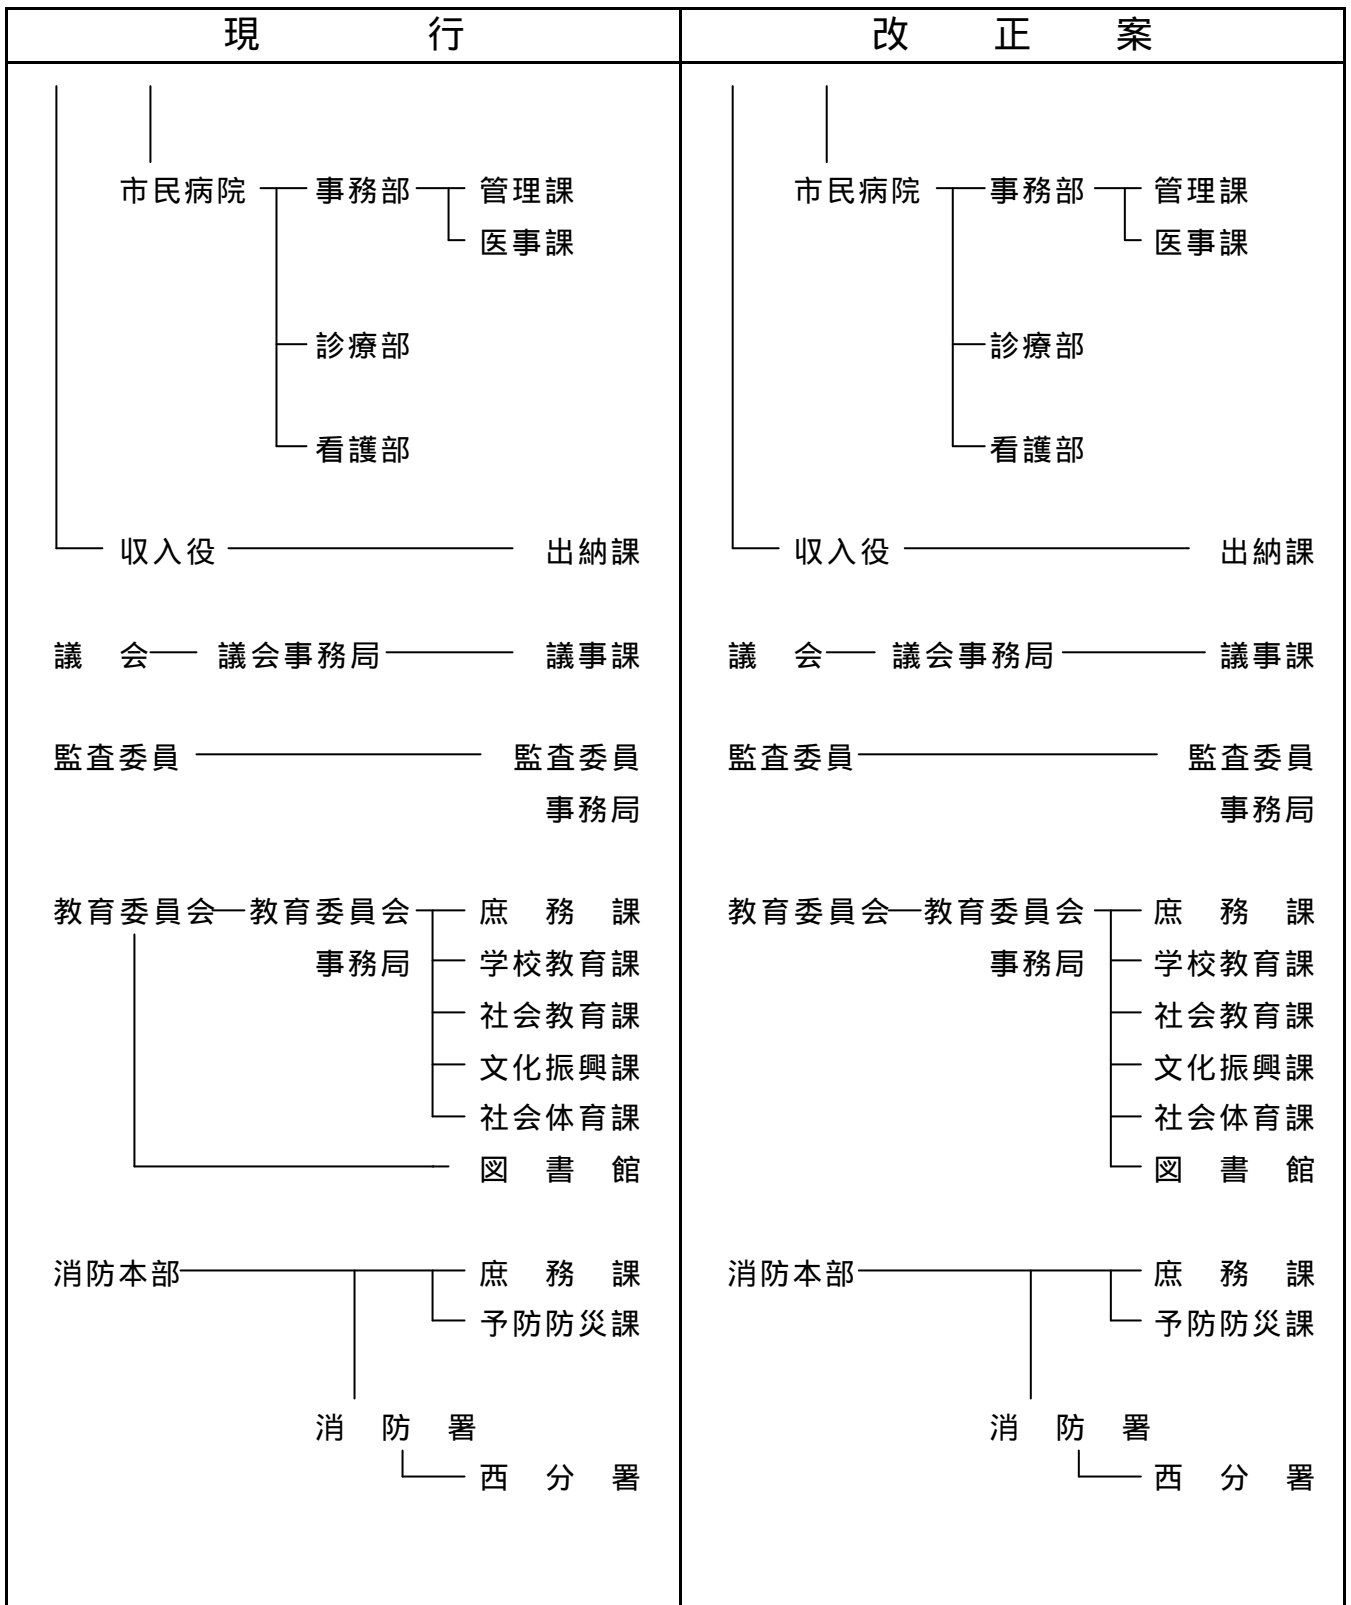 現行 改正案
市民病院 事務部 管理課 市民病院 事務部 管理課
医事課 医事課
診療部 診療部
看護部 看護部
収入役 出納課 収入役 出納課
議会 議会事務局 議事課 議会 議会事務局 議事課
監査委員 監査委員 監査委員 監査委員
事務局 事務局
教育委員会 教育委員会 庶務課 教育委員会 教育委員会 庶務課
事務局 学校教育課 事務局 学校教育課
社会教育課 社会教育課
文化振興課 文化振興課
社会体育課 社会体育課
図書館 図書館
消防本部 庶務課 消防本部 庶務課
予防防災課 予防防災課
消防署 消防署
西分署 西分署